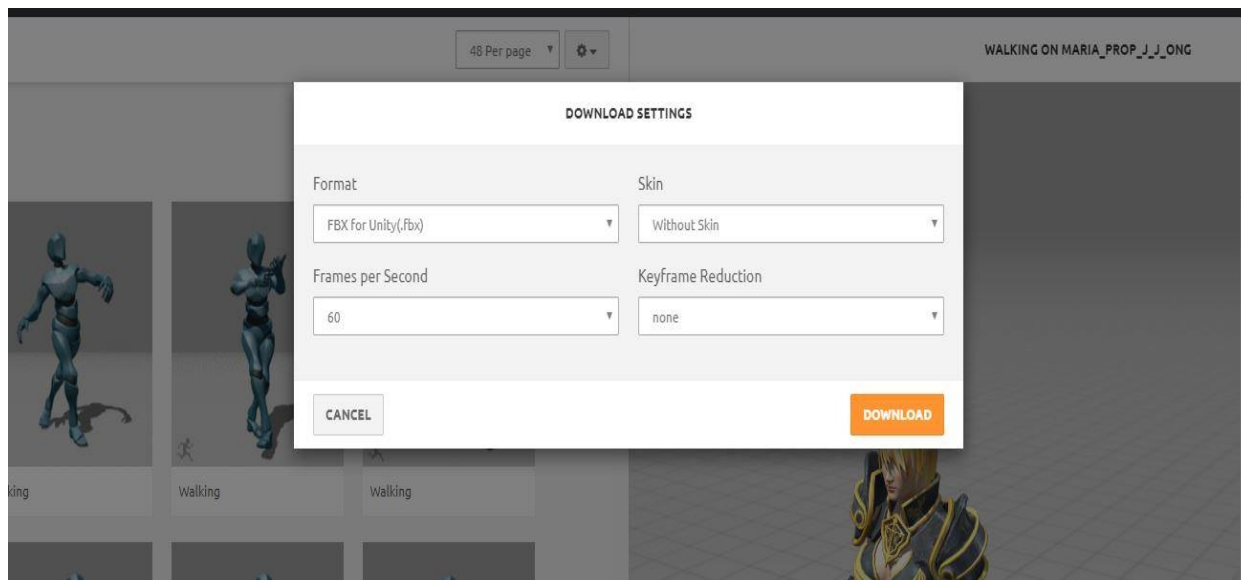 48 Per page
WALKING ON MARIA_PROP_J_J_ONG
DOWNLOAD SETTINGS
Format
Skin
FBX for Unity(.fbx)
Without Skin
Frames per Second
Keyframe Reduction
60
none
CANCEL
DOWNLOAD
king
Walking
Walking